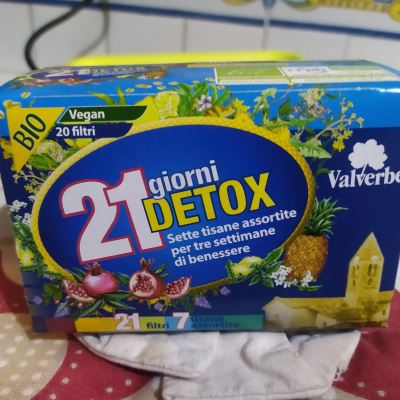 BIO
Vegan
20 filtri
21 giorni
DETOX
Sette tisane assortite
per tre settimane
di benessere
Valverbe
21 filtri 7 tisane
assortite